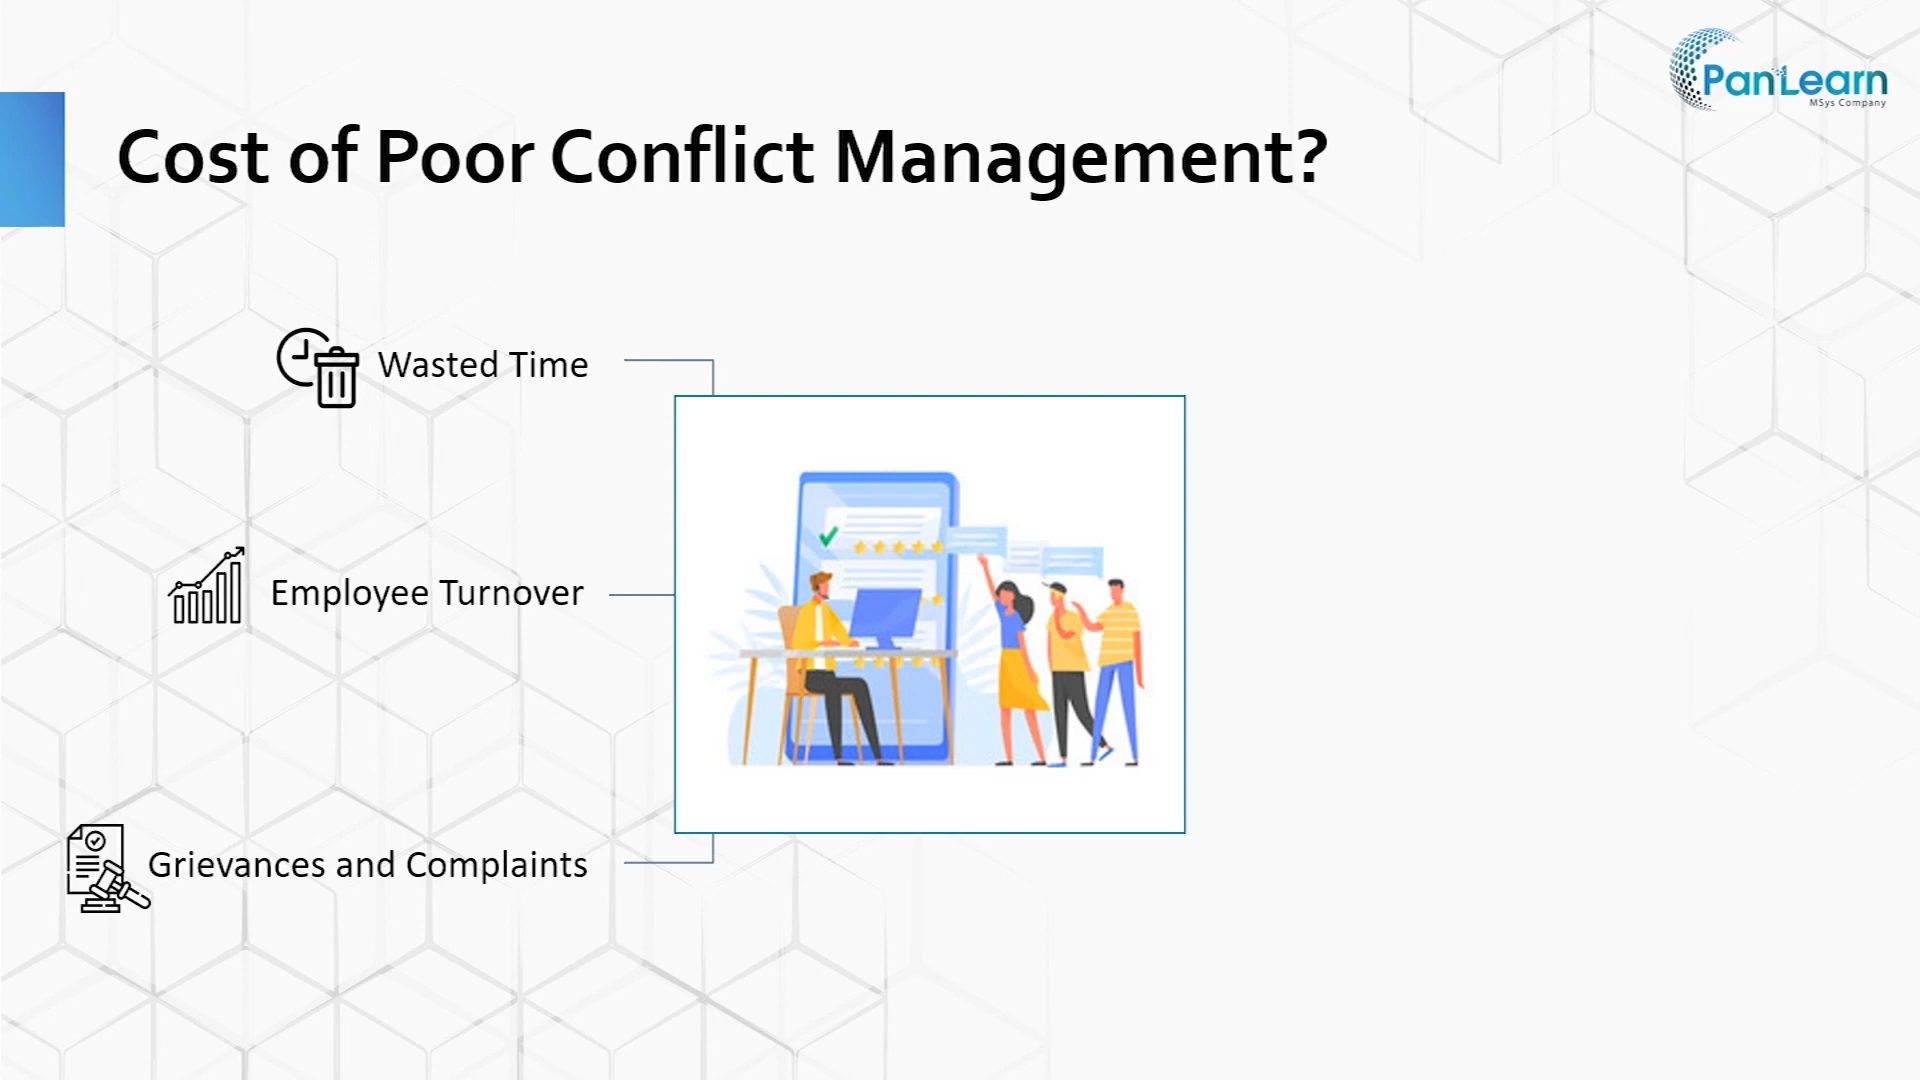 PanLearn
MSys Company
Cost of Poor Conflict Management?
Wasted Time
Employee Turnover
Grievances and Complaints